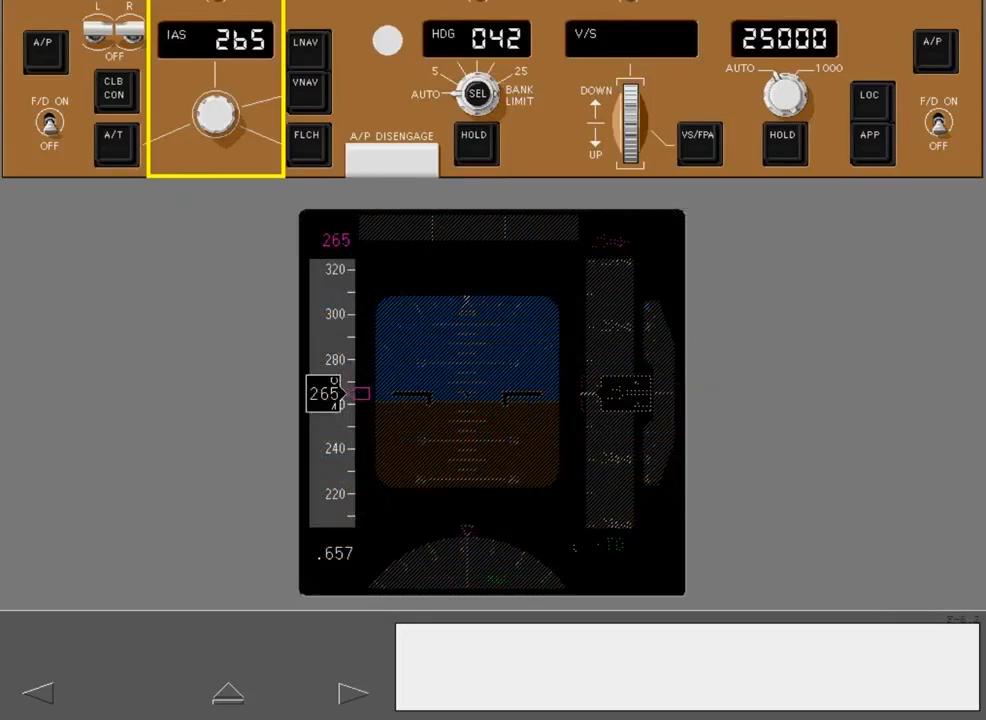 L R
A/P
OFF
CLB
CON
F/D ON
OFF
A/T
IAS 265
LNAV
VNAV
FLCH
A/P DISENGAGE
HDG 042
5 25
AUTO SEL BANK
LIMIT
HOLD
V/S
DOWN
UP
VS/FPA
25000
AUTO 1000
HOLD
LOC
APP
A/P
F/D ON
OFF
265
320
300
280
265
240
220
.657